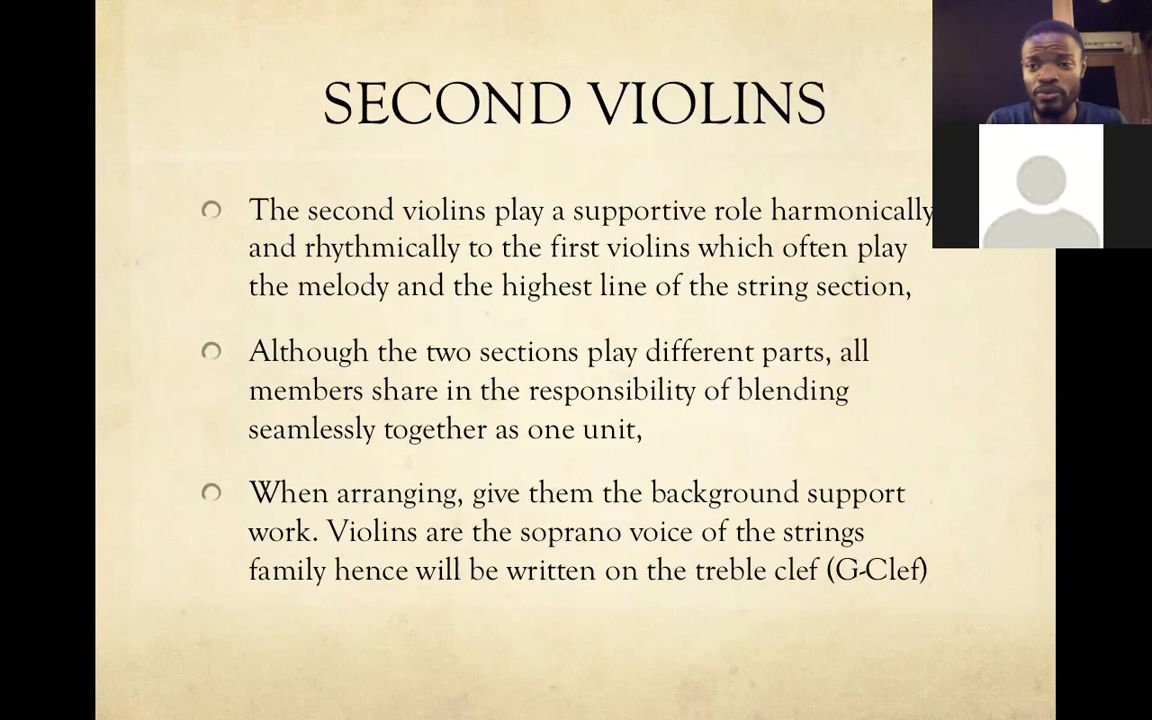 SECOND VIOLINS
The second violins play a supportive role harmonically
and rhythmically to the first violins which often play
the melody and the highest line of the string section,
Although the two sections play different parts, all
members share in the responsibility of blending
seamlessly together as one unit,
When arranging, give them the background support
work. Violins are the soprano voice of the strings
family hence will be written on the treble clef (G-Clef)